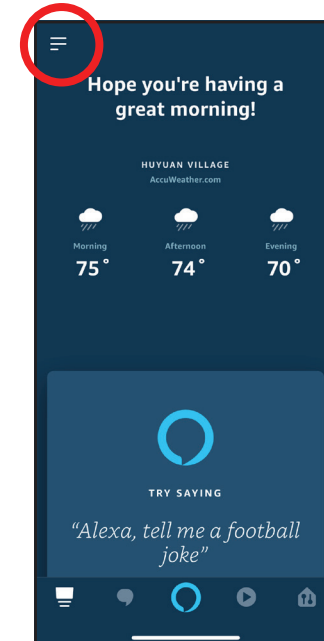 Hope you're having a
great morning!
HUYUAN VILLAGE
AccuWeather.com
Morning Afternoon Evening
75° 74° 70°
TRY SAYING
“Alexa, tell me a football
joke”